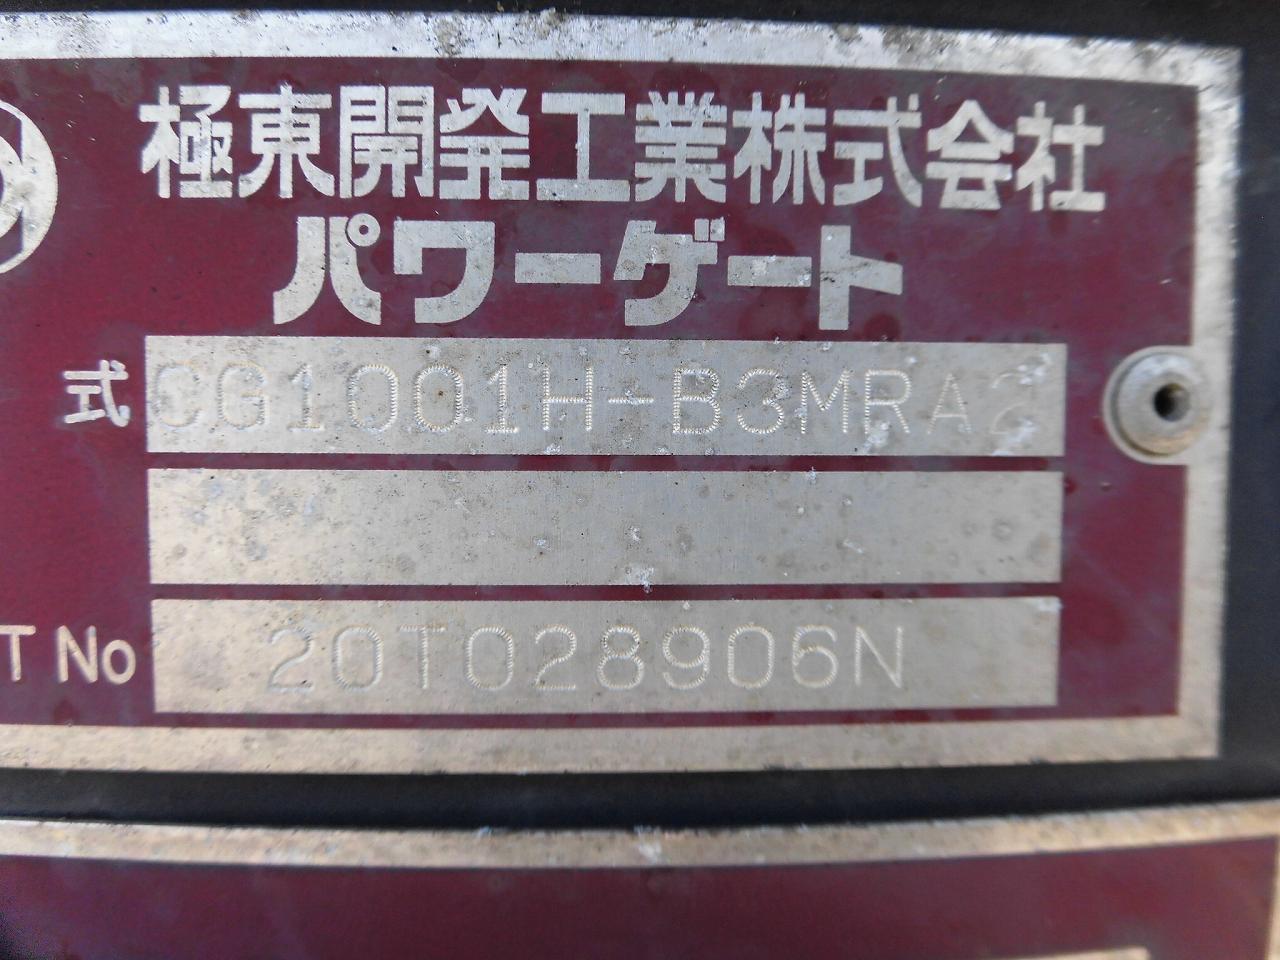 極東開発工業株式会社
パワーゲート
式 CG1001H-B3MRA2
T No 20T028906N